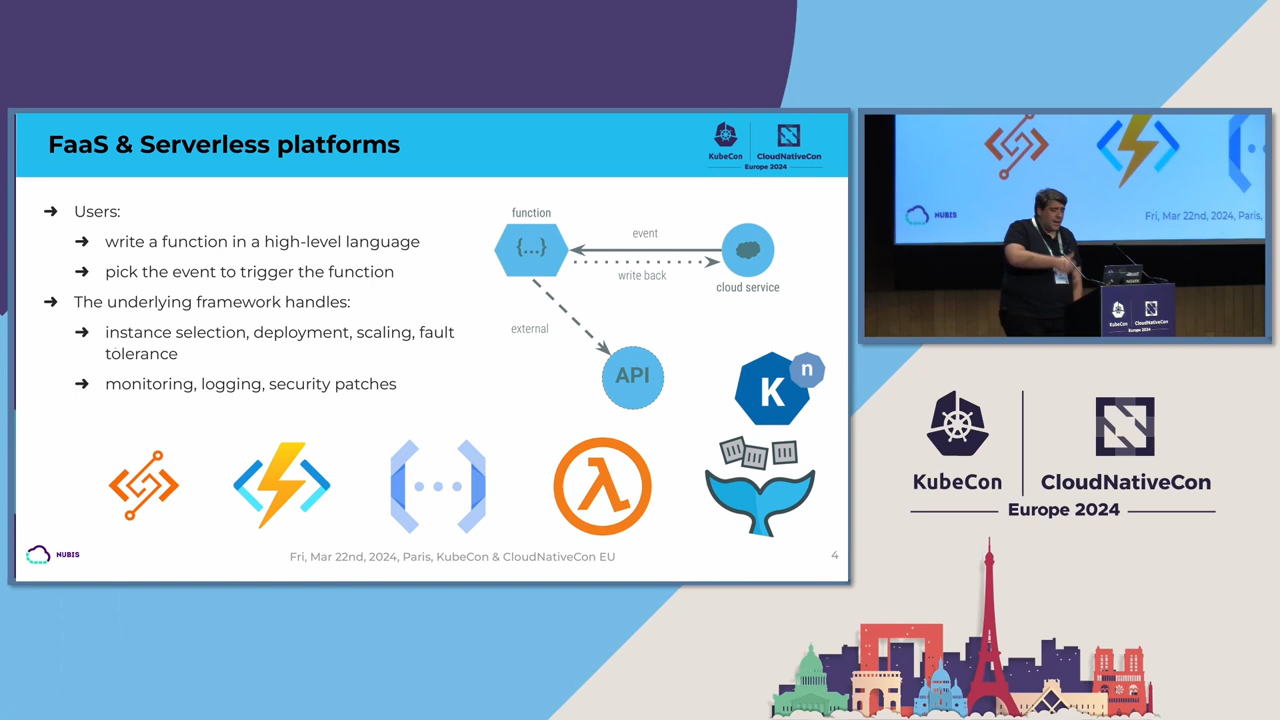 FaaS & Serverless platforms
KubeCon
CloudNativeCon
Europe 2024
➔ Users:
➔ write a function in a high-level language
➔ pick the event to trigger the function
➔ The underlying framework handles:
➔ instance selection, deployment, scaling, fault
tolerance
➔ monitoring, logging, security patches
function
{...}
event
write back
cloud service
external
API
K
n
λ
NUBIS
Fri, Mar 22nd, 2024, Paris, KubeCon & CloudNativeCon EU
4
NUBIS
Fri, Mar 22nd, 2024, Paris,
KubeCon
CloudNativeCon
Europe 2024